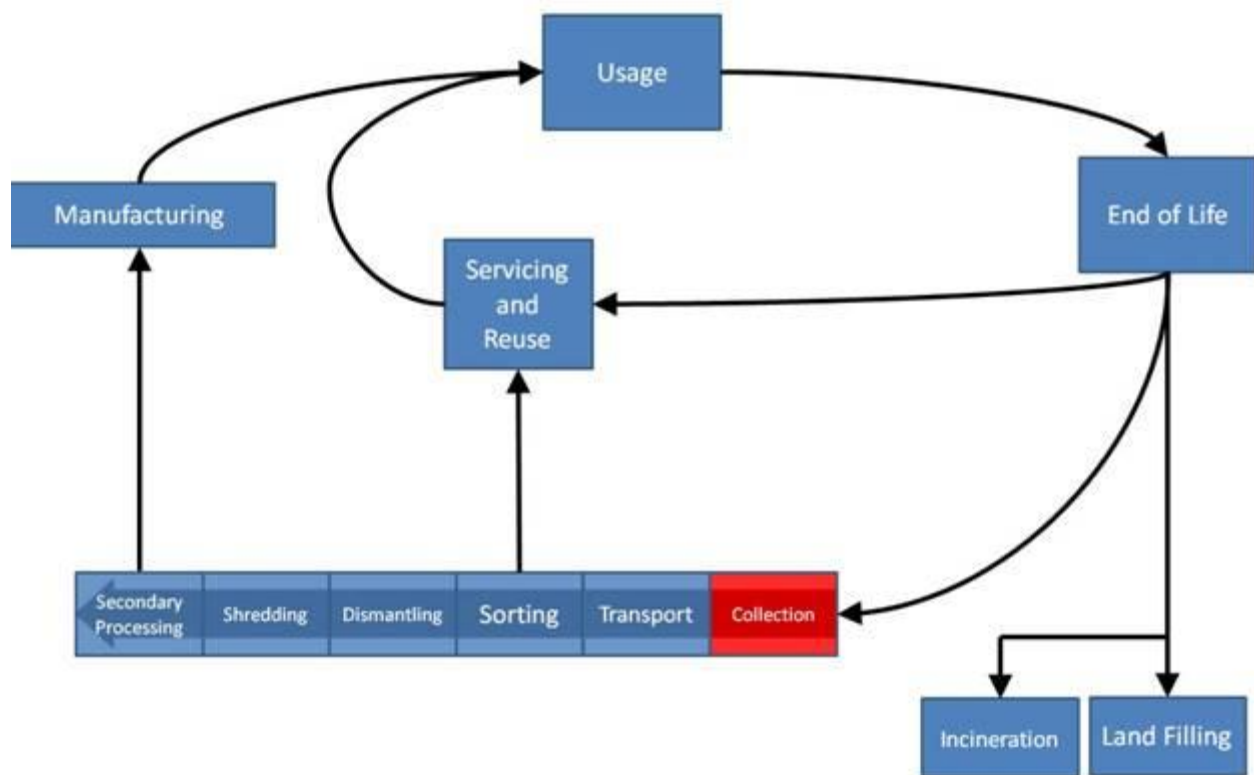 Usage
Manufacturing
End of Life
Servicing
and
Reuse
Secondary
Processing
Shredding
Dismantling
Sorting
Transport
Collection
Incineration
Land Filling